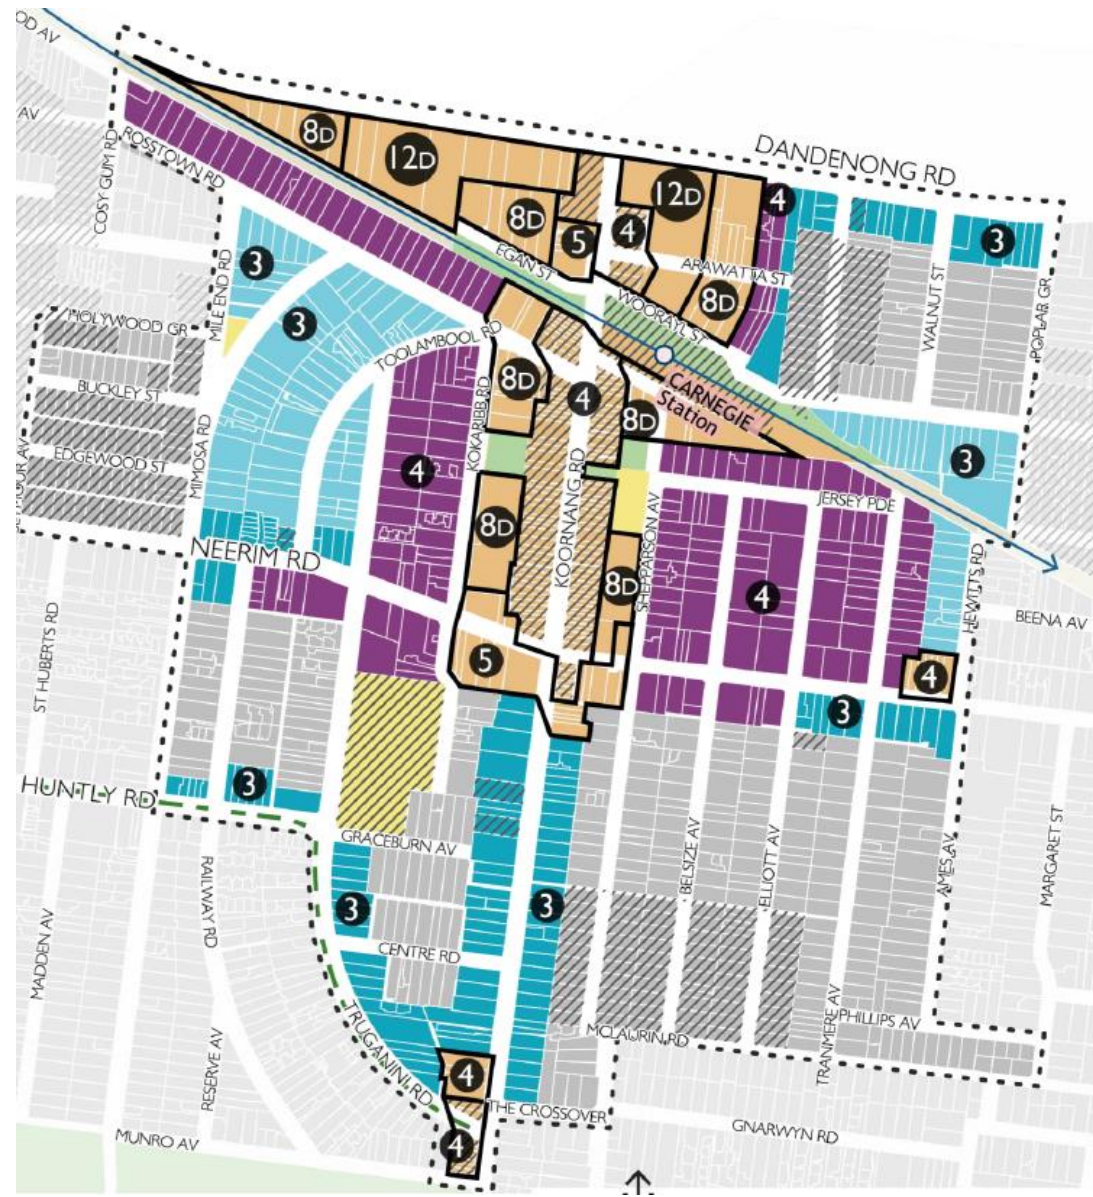 OD AV
AV
COSY GUM RD
ROSSTOWN RD
8D
12D
DANDENONG RD
12D
4
8D
5
4
3
3
EGAN ST
ARAWATTA ST
WOORAYL ST
8D
WALNUT ST
POPLAR GR
MILE END RD
3
HOLYWOOD GR
TOOLAMBOOL RD
BUCKLEY ST
EDGEWOOD ST
MIMOSA RD
KOKARIBB RD
8D
4
8D
CARNEGIE
Station
4
KOORNANG RD
3
JERSEY PDE
8D
SHEPPARSON AV
8D
4
NEERIM RD
HEWITTS RD
BEENA AV
ST HUBERTS RD
5
4
3
HUNTLY RD
3
GRACEBURN AV
BELSIZE AV
ELLIOTT AV
AMES AV
MARGARET ST
RAILWAY RD
MADDEN AV
3
3
CENTRE RD
TRUGANINI RD
MCLAURIN RD
TRANMERE AV
PHILLIPS AV
RESERVE AV
4
THE CROSSOVER
GNARWYN RD
MUNRO AV
4